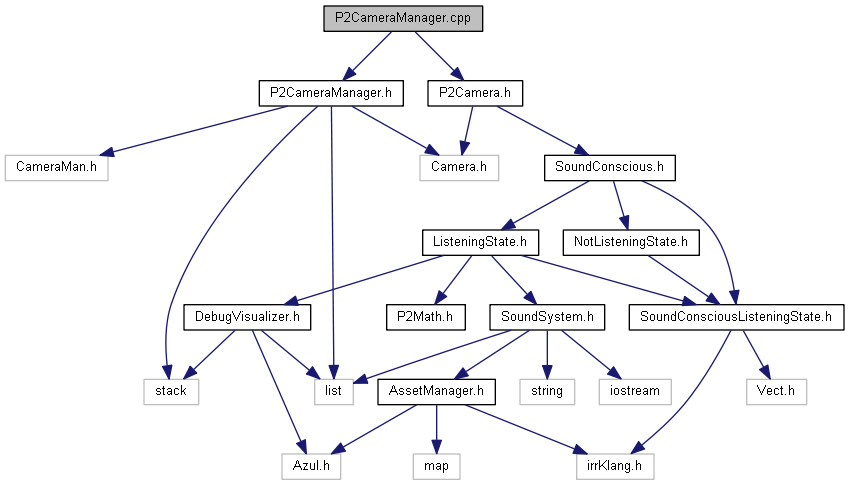 P2CameraManager.cpp
P2CameraManager.h
P2Camera.h
CameraMan.h
Camera.h
SoundConscious.h
ListeningState.h
NotListeningState.h
DebugVisualizer.h
P2Math.h
SoundSystem.h
SoundConsciousListeningState.h
stack
list
AssetManager.h
string
iostream
Vect.h
Azul.h
map
irrKlang.h